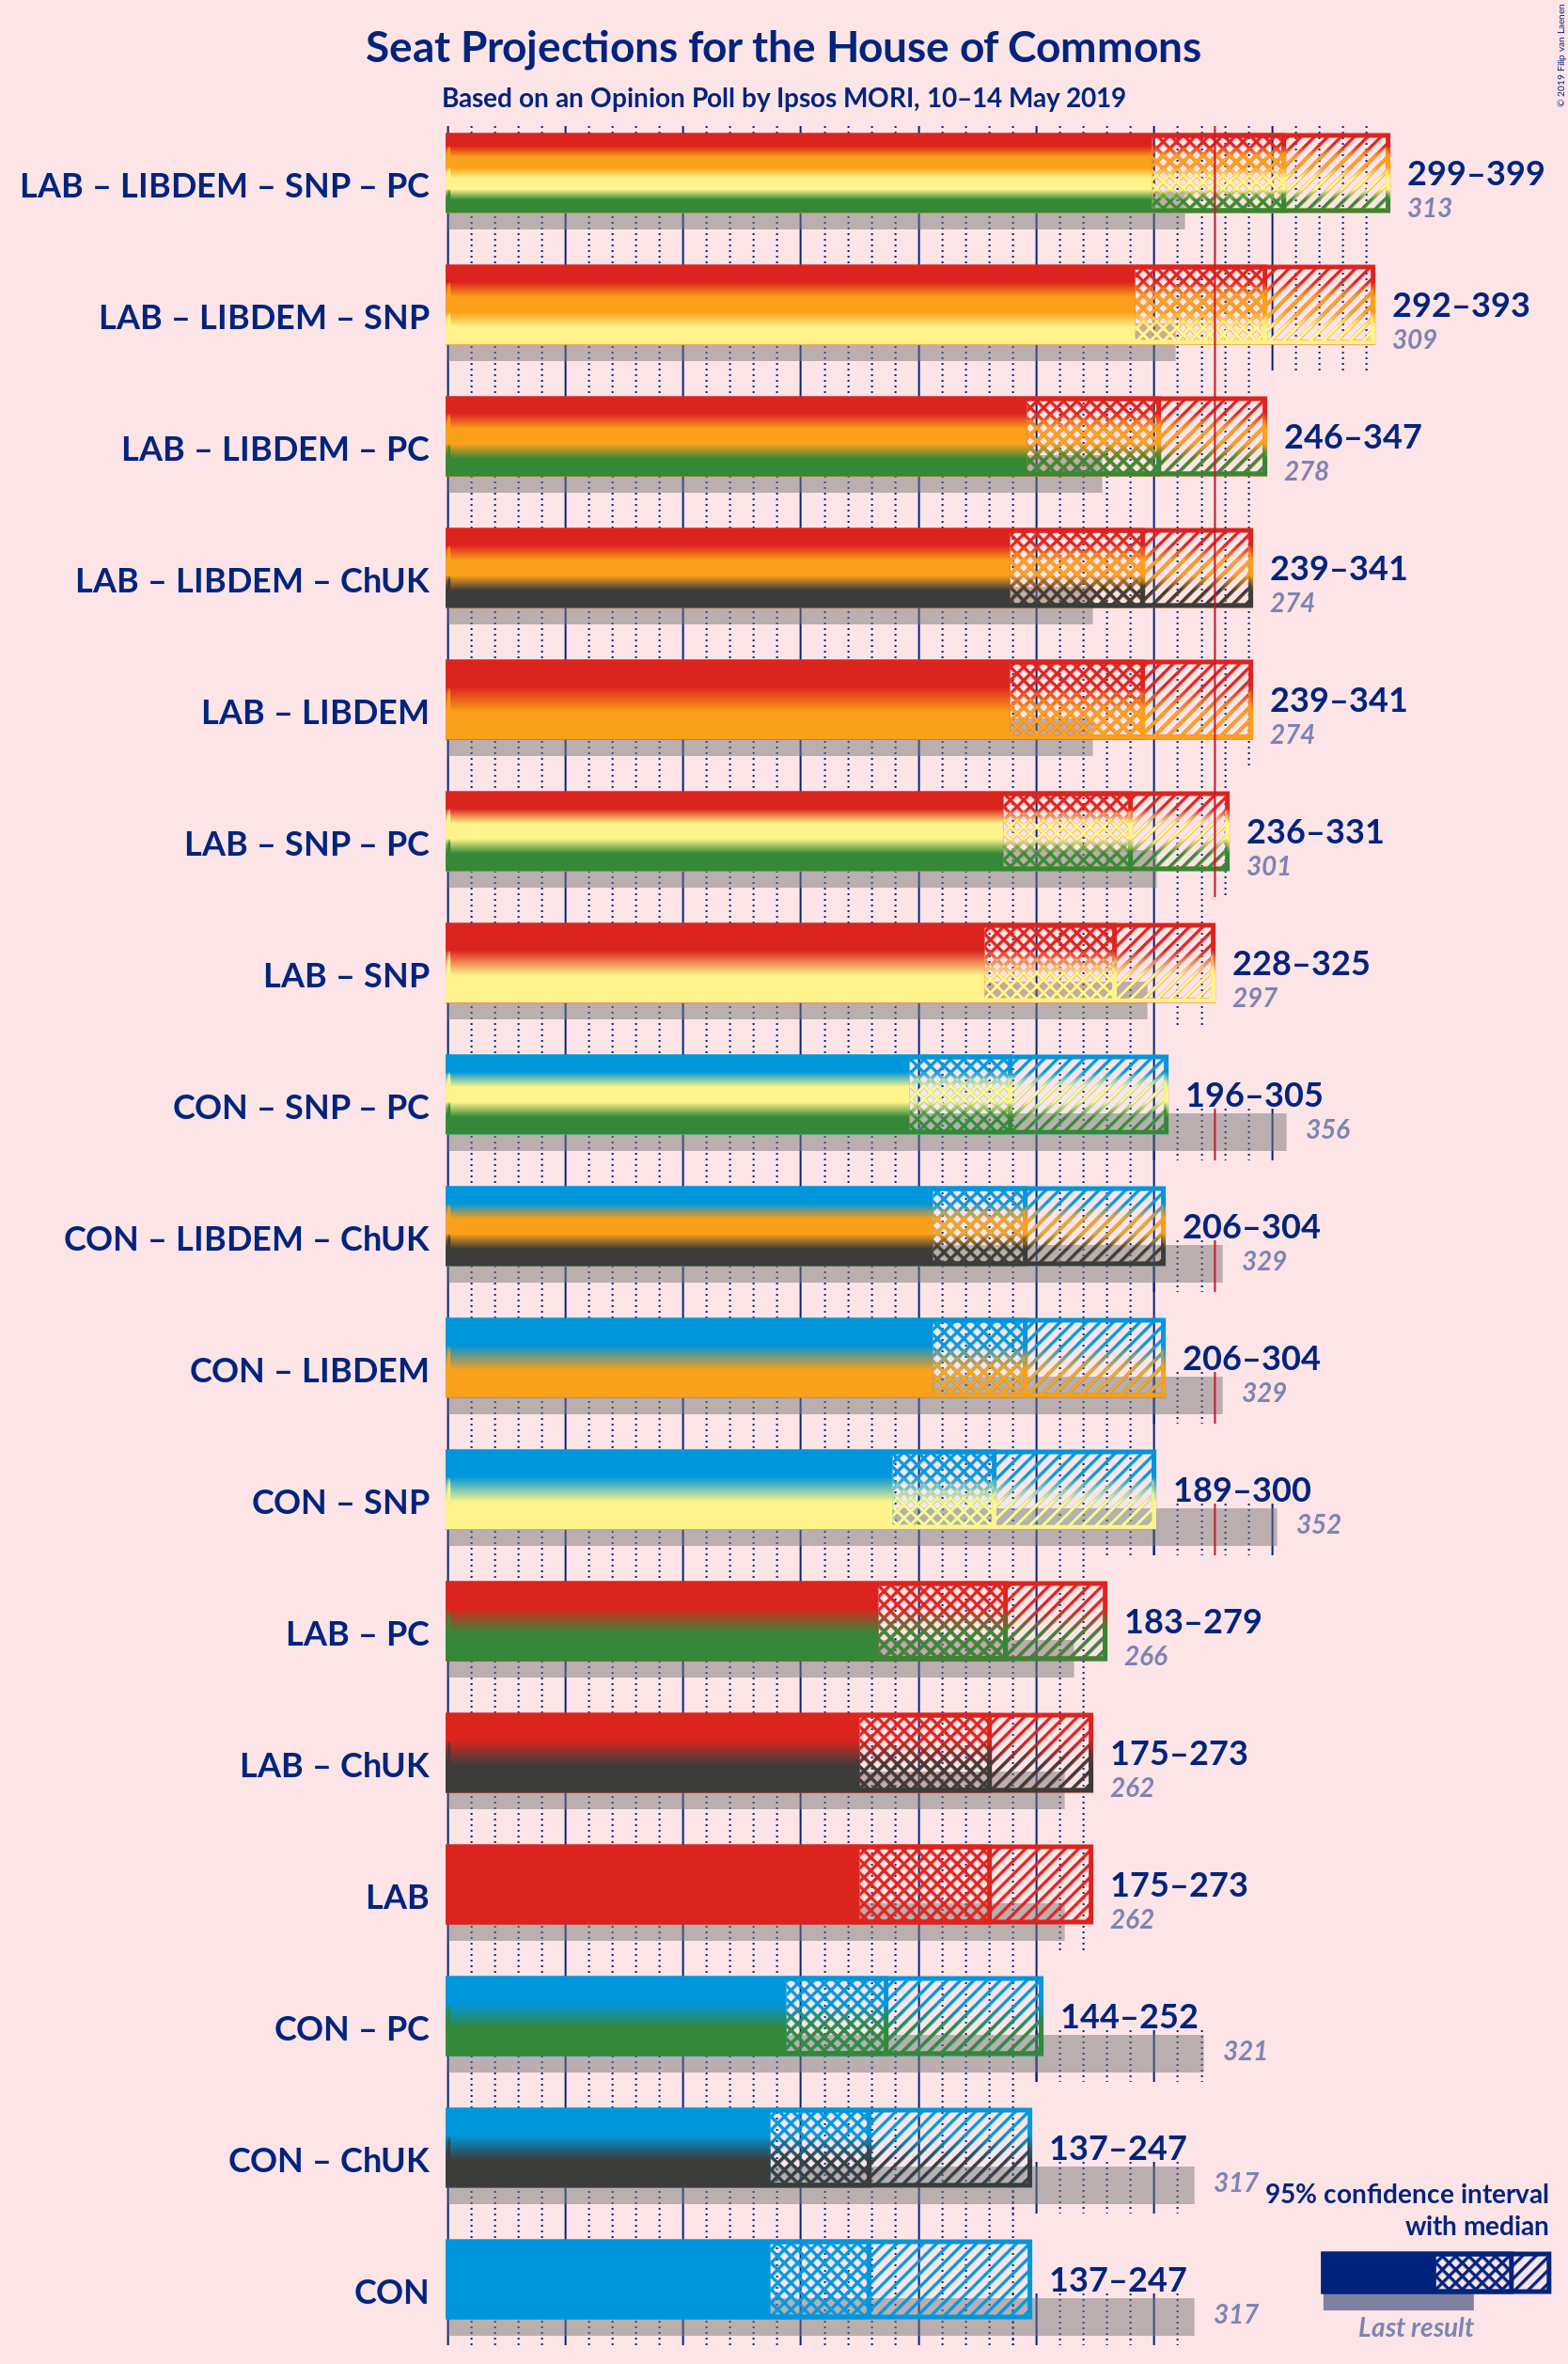 © 2019 Filip van Laenen
Seat Projections for the House of Commons
Based on an Opinion Poll by Ipsos MORI, 10–14 May 2019
LAB – LIBDEM – SNP – PC
299–399
313
LAB – LIBDEM – SNP
292–393
309
LAB – LIBDEM – PC
246–347
278
LAB – LIBDEM – ChUK
239–341
274
LAB – LIBDEM
239–341
274
LAB – SNP – PC
236–331
301
LAB – SNP
228–325
297
CON – SNP – PC
196–305
356
CON – LIBDEM – ChUK
206–304
329
CON – LIBDEM
206–304
329
CON – SNP
189–300
352
LAB – PC
183–279
266
LAB – ChUK
175–273
262
LAB
175–273
262
CON – PC
144–252
321
CON – ChUK
137–247
317
CON
137–247
317
95% confidence interval
with median
Last result